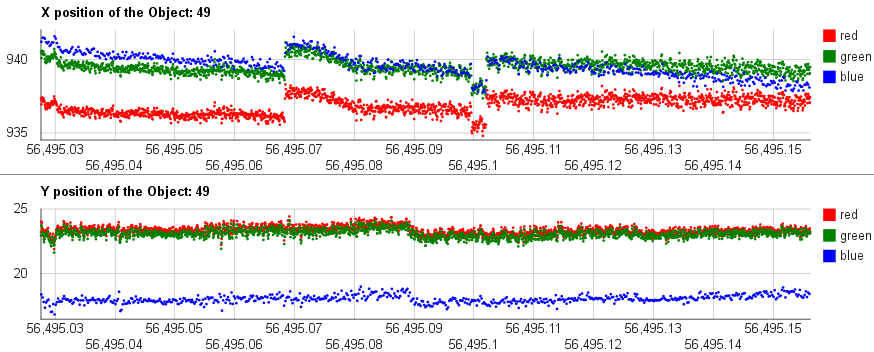 X position of the Object: 49
940
935
red
green
blue
56,495.03 56,495.05 56,495.07 56,495.09 56,495.11 56,495.13 56,495.15
56,495.04 56,495.06 56,495.08 56,495.1 56,495.12 56,495.14
Y position of the Object: 49
25
20
red
green
blue
56,495.03 56,495.05 56,495.07 56,495.09 56,495.11 56,495.13 56,495.15
56,495.04 56,495.06 56,495.08 56,495.1 56,495.12 56,495.14